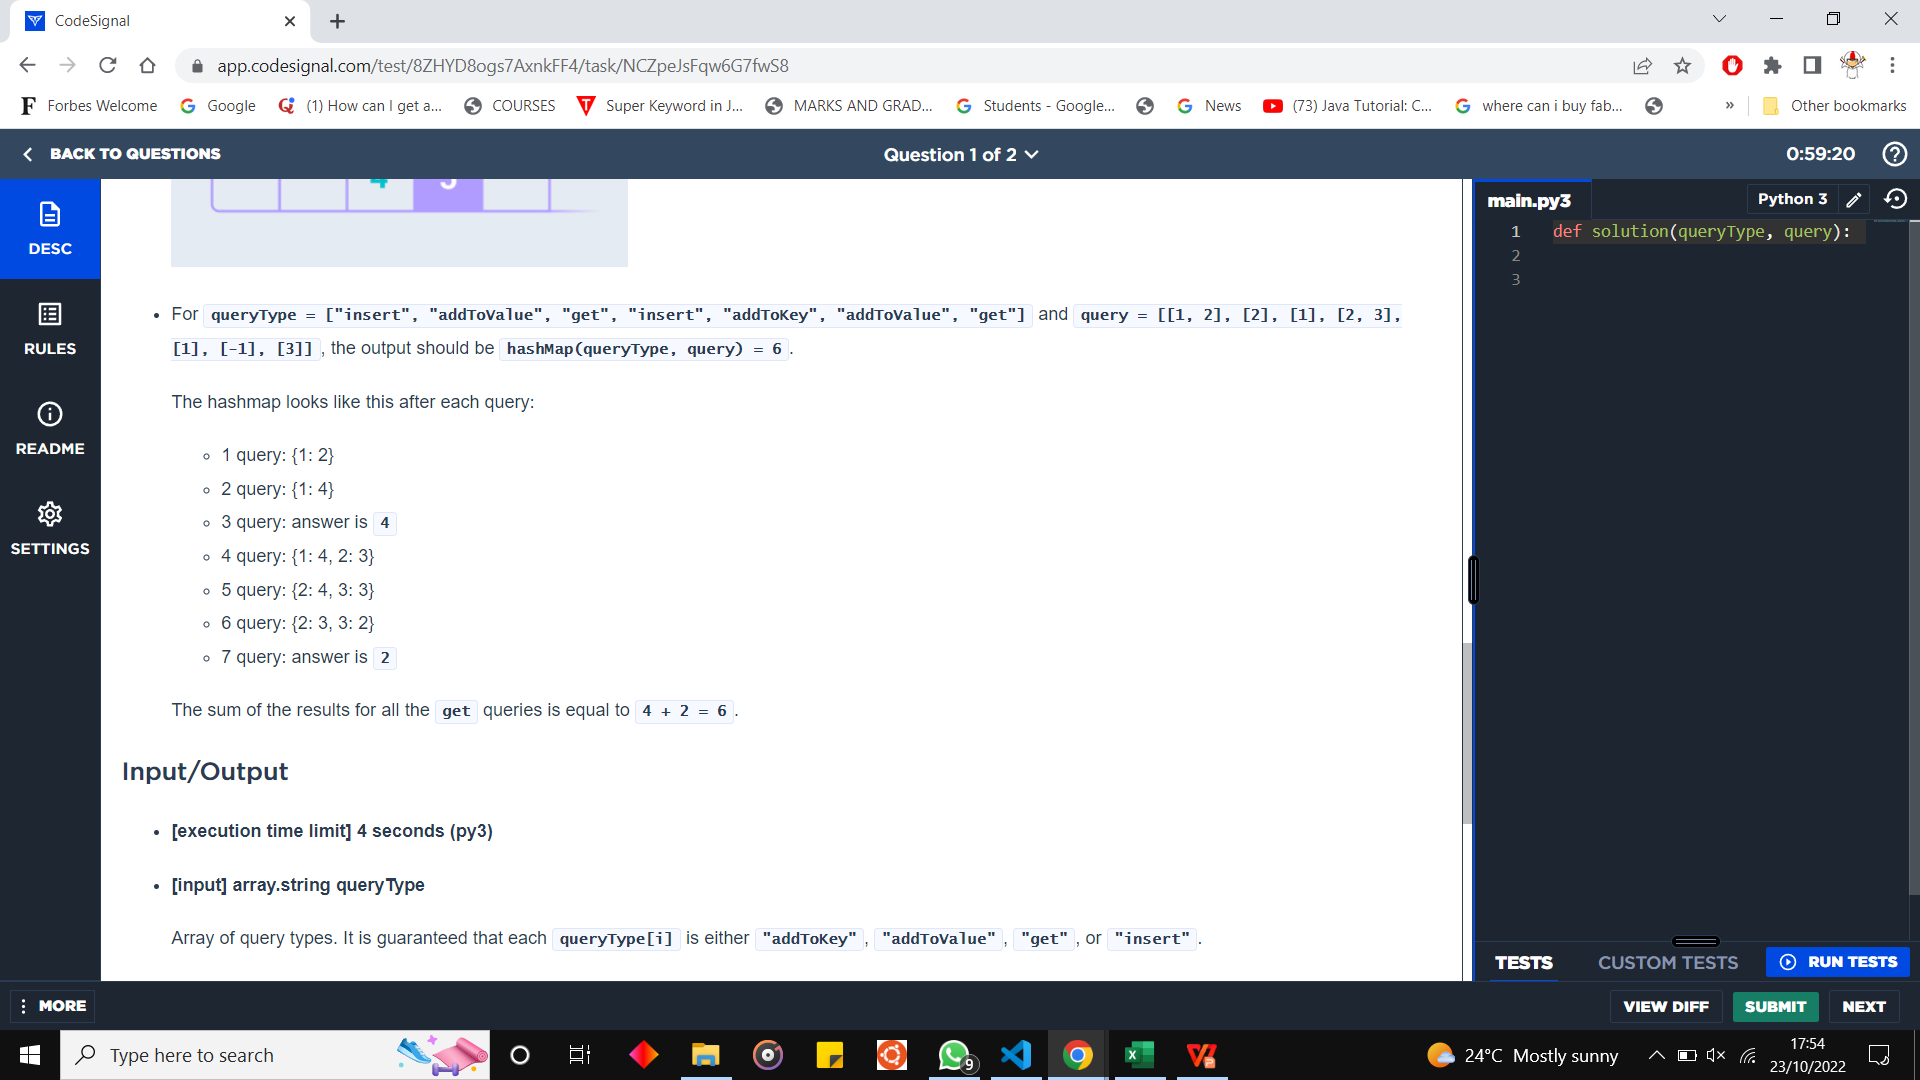 CodeSignal
app.codesignal.com/test/8ZHYD8ogs7AxnkFF4/task/NCZpeJsFqw6G7fwS8
Forbes Welcome Google (1) How can I get a... COURSES Super Keyword in J... MARKS AND GRAD... Students - Google... News (73) Java Tutorial: C... where can i buy fab... » Other bookmarks
BACK TO QUESTIONS Question 1 of 2 0:59:20
DESC
RULES
README
SETTINGS
4
For queryType = ["insert", "addToValue", "get", "insert", "addToKey", "addToValue", "get"] and query = [[1, 2], [2], [1], [2, 3],
[1], [-1], [3]] , the output should be hashMap(queryType, query) = 6 .
The hashmap looks like this after each query:
1 query: {1: 2}
2 query: {1: 4}
3 query: answer is 4
4 query: {1: 4, 2: 3}
5 query: {2: 4, 3: 3}
6 query: {2: 3, 3: 2}
7 query: answer is 2
The sum of the results for all the get queries is equal to 4 + 2 = 6 .
Input/Output
[execution time limit] 4 seconds (py3)
[input] array.string queryType
Array of query types. It is guaranteed that each queryType[i] is either "addToKey" , "addToValue" , "get" , or "insert" .
main.py3 Python 3
1 def solution(queryType, query):
2
3
TESTS CUSTOM TESTS RUN TESTS
MORE VIEW DIFF SUBMIT NEXT
Type here to search
9
24°C Mostly sunny
17:54
23/10/2022